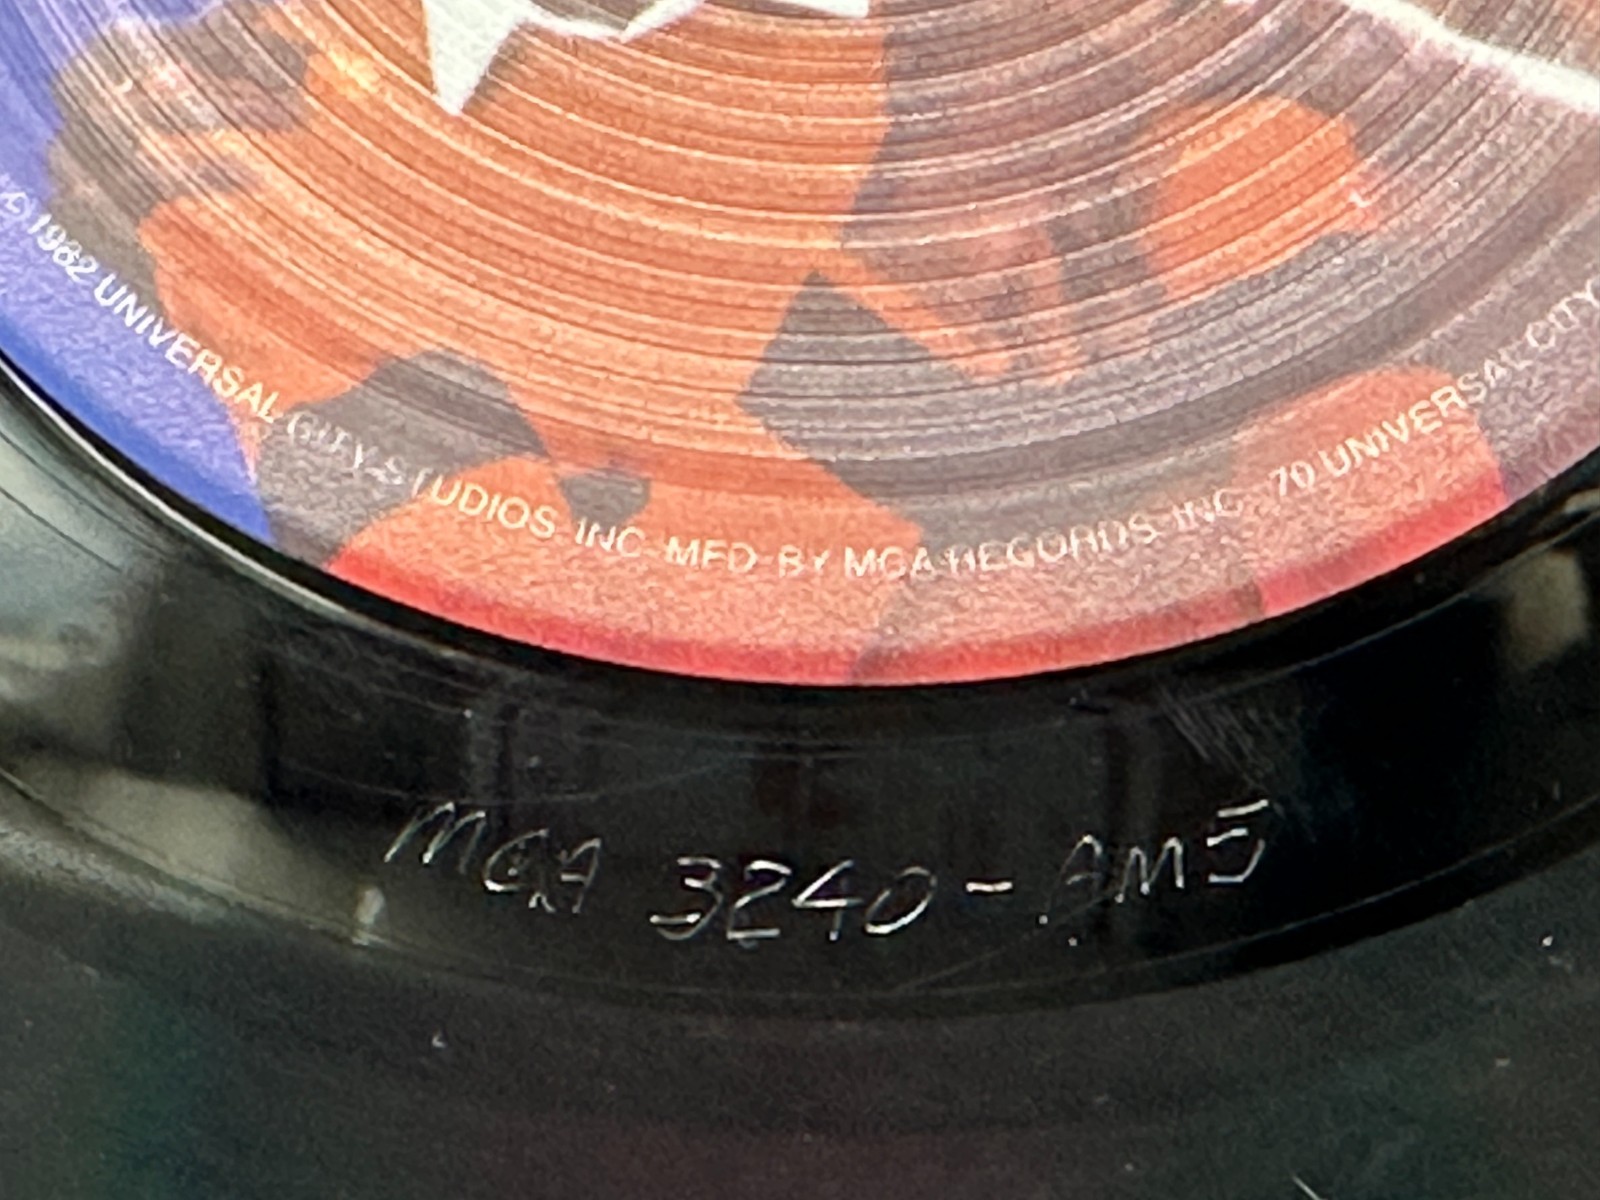 ©1982 UNIVERSAL CITY STUDIOS INC-MFD-BY MCA RECORDS-INC-70 UNIVERSAL CITY
MCA 3240-AM5